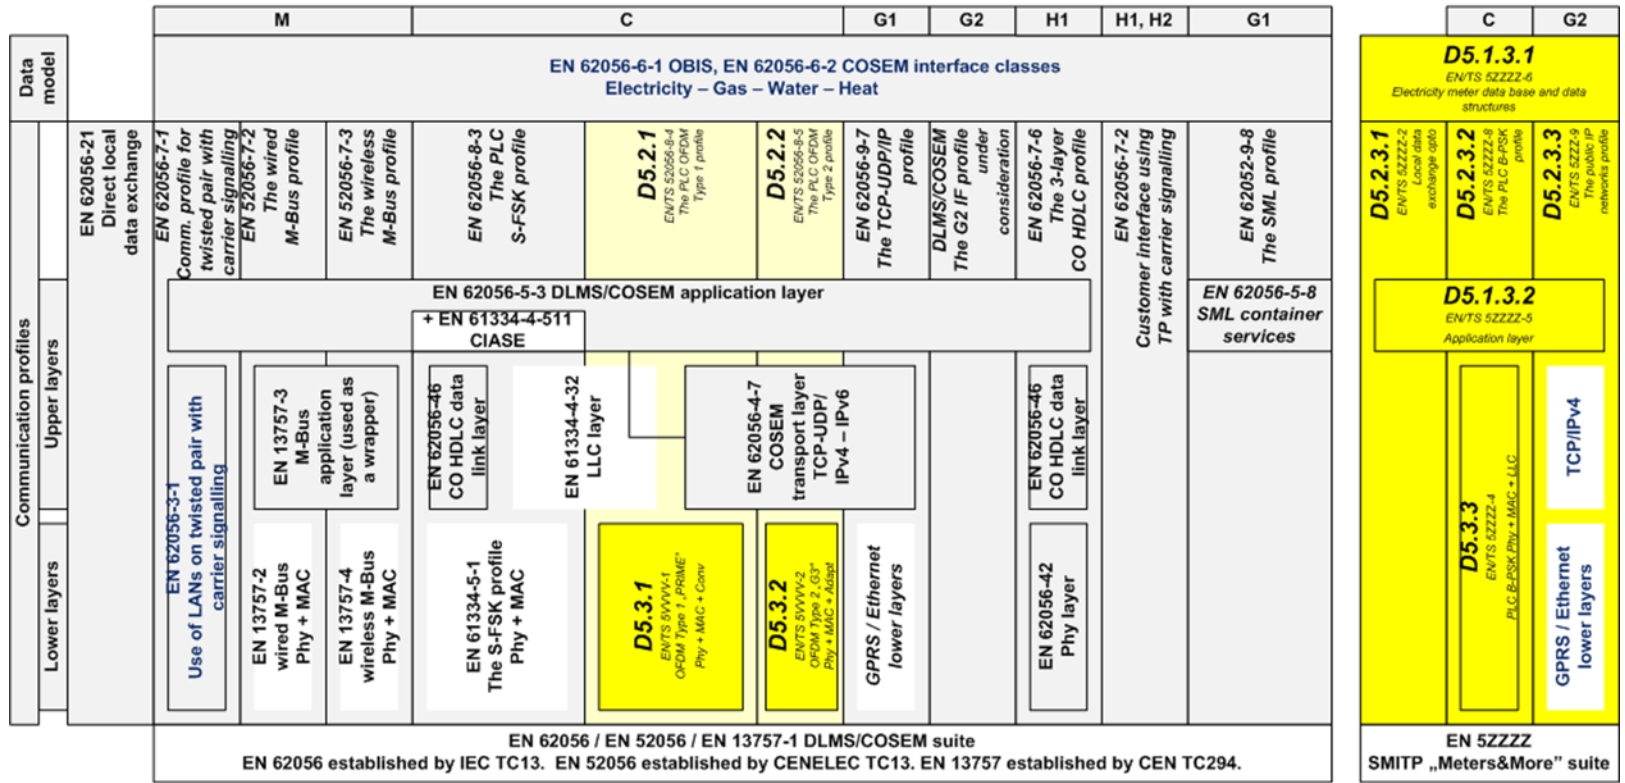 M
C
G1
G2
H1
H1, H2
G1
C
G2
Data
model
EN 62056-6-1 OBIS, EN 62056-6-2 COSEM interface classes
Electricity – Gas – Water – Heat
D5.1.3.1
EN/TS 5ZZZZ-6
Electricity meter data base and data
structures
Communication profiles
Upper layers
Lower layers
EN 62056-21
Direct local
data exchange
EN 62056-7-1
Comm. profile for
twisted pair with
carrier signalling
EN 52056-7-2
The wired
M-Bus profile
EN 52056-7-3
The wireless
M-Bus profile
EN 62056-8-3
The PLC
S-FSK profile
D5.2.1
EN/TS 52056-8-4
The PLC OFDM
Type 1 profile
D5.2.2
EN/TS 52056-8-5
The PLC OFDM
Type 2 profile
EN 62056-9-7
The TCP-UDP/IP
profile
DLMS/COSEM
The G2 IF profile
under
consideration
EN 62056-7-6
The 3-layer
CO HDLC profile
EN 62056-7-2
Customer interface using
TP with carrier signalling
EN 62052-9-8
The SML profile
D5.2.3.1
EN/TS 5ZZZZ-2
Local data
exchange opto
D5.2.3.2
EN/TS 5ZZZZ-8
The PLC B-PSK
profile
D5.2.3.3
EN/TS 5ZZZ-9
The public IP
networks profile
EN 62056-5-3 DLMS/COSEM application layer
+ EN 61334-4-511
CIASE
EN 62056-5-8
SML container
services
D5.1.3.2
EN/TS 5ZZZZ-5
Application layer
EN 62056-3-1
Use of LANs on twisted pair with
carrier signalling
EN 13757-3
M-Bus
application
layer (used as
a wrapper)
EN 62056-46
CO HDLC data
link layer
EN 61334-4-32
LLC layer
EN 62056-4-7
COSEM
transport layer
TCP-UDP/
IPv4 – IPv6
EN 62056-46
CO HDLC data
link layer
D5.3.3
EN/TS 5ZZZZ-4
PLC B-PSK Phy + MAC + LLC
TCP/IPv4
EN 13757-2
wired M-Bus
Phy + MAC
EN 13757-4
wireless M-Bus
Phy + MAC
EN 61334-5-1
The S-FSK profile
Phy + MAC
D5.3.1
EN/TS 5VVVV-1
OFDM Type 1 „PRIME"
Phy + MAC + Conv
D5.3.2
EN/TS 5VVVV-2
OFDM Type 2 „G3"
Phy + MAC + Adapt
GPRS / Ethernet
lower layers
EN 62056-42
Phy layer
GPRS / Ethernet
lower layers
EN 62056 / EN 52056 / EN 13757-1 DLMS/COSEM suite
EN 62056 established by IEC TC13. EN 52056 established by CENELEC TC13. EN 13757 established by CEN TC294.
EN 5ZZZZ
SMITP „Meters&More" suite